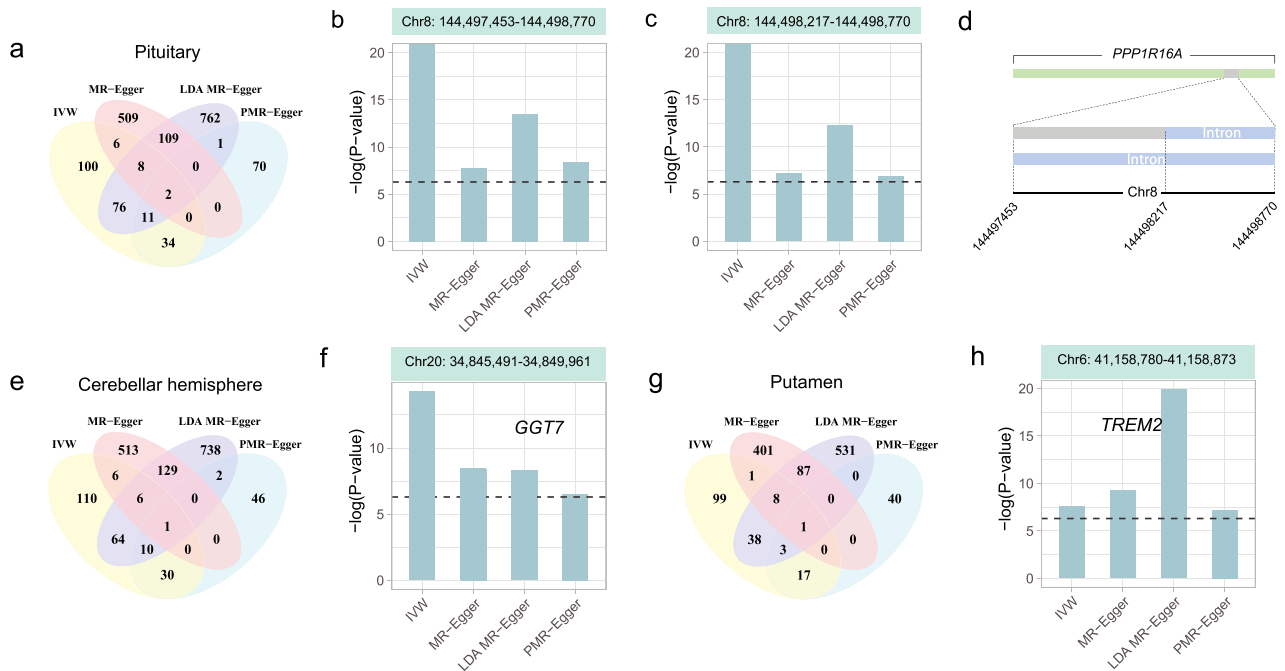 a
Pituitary
IVW
MR−Egger
LDA MR−Egger
PMR−Egger
509
762
6
109
1
100
8
0
70
2
76
11
0
0
34
b
Chr8: 144,497,453-144,498,770
−log(P−value)
20
15
10
5
0
IVW
MR−Egger
LDA MR−Egger
PMR−Egger
c
Chr8: 144,498,217-144,498,770
−log(P−value)
20
15
10
5
0
IVW
MR−Egger
LDA MR−Egger
PMR−Egger
d
PPP1R16A
Intron
Intron
Chr8
144497453
144498217
144498770
e
Cerebellar hemisphere
IVW
MR−Egger
LDA MR−Egger
PMR−Egger
513
738
6
129
2
110
6
0
46
1
64
10
0
0
30
f
Chr20: 34,845,491-34,849,961
GGT7
−log(P−value)
10
5
0
IVW
MR−Egger
LDA MR−Egger
PMR−Egger
g
Putamen
IVW
MR−Egger
LDA MR−Egger
PMR−Egger
401
531
1
87
0
99
8
0
40
1
38
3
0
0
17
h
Chr6: 41,158,780-41,158,873
TREM2
−log(P−value)
20
15
10
5
0
IVW
MR−Egger
LDA MR−Egger
PMR−Egger